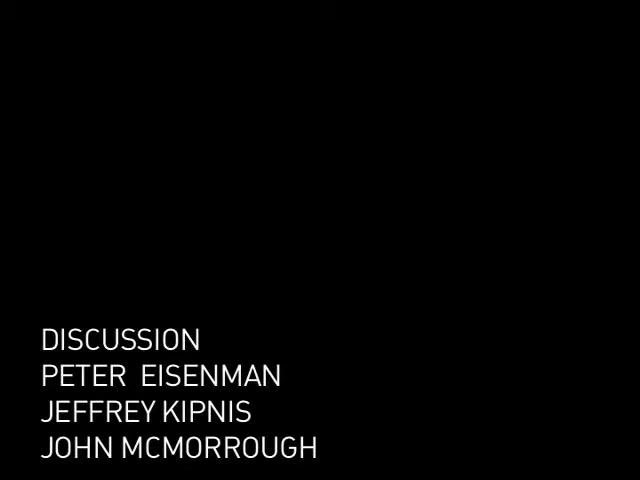 DISCUSSION
PETER EISENMAN
JEFFREY KIPNIS
JOHN MCMORROUGH